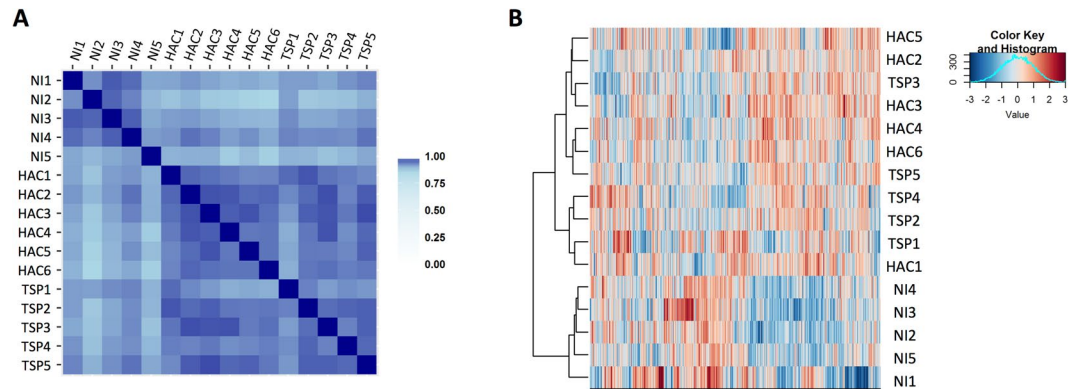 A
NI1 NI2 NI3 NI4 NI5 HAC1 HAC2 HAC3 HAC4 HAC5 HAC6 TSP1 TSP2 TSP3 TSP4 TSP5
NI1
NI2
NI3
NI4
NI5
HAC1
HAC2
HAC3
HAC4
HAC5
HAC6
TSP1
TSP2
TSP3
TSP4
TSP5
1.00
0.75
0.50
0.25
0.00
B
HAC5
HAC2
TSP3
HAC3
HAC4
HAC6
TSP5
TSP4
TSP2
TSP1
HAC1
NI4
NI3
NI2
NI5
NI1
Color Key
and Histogram
0 300
-3 -2 -1 0 1 2 3
Value